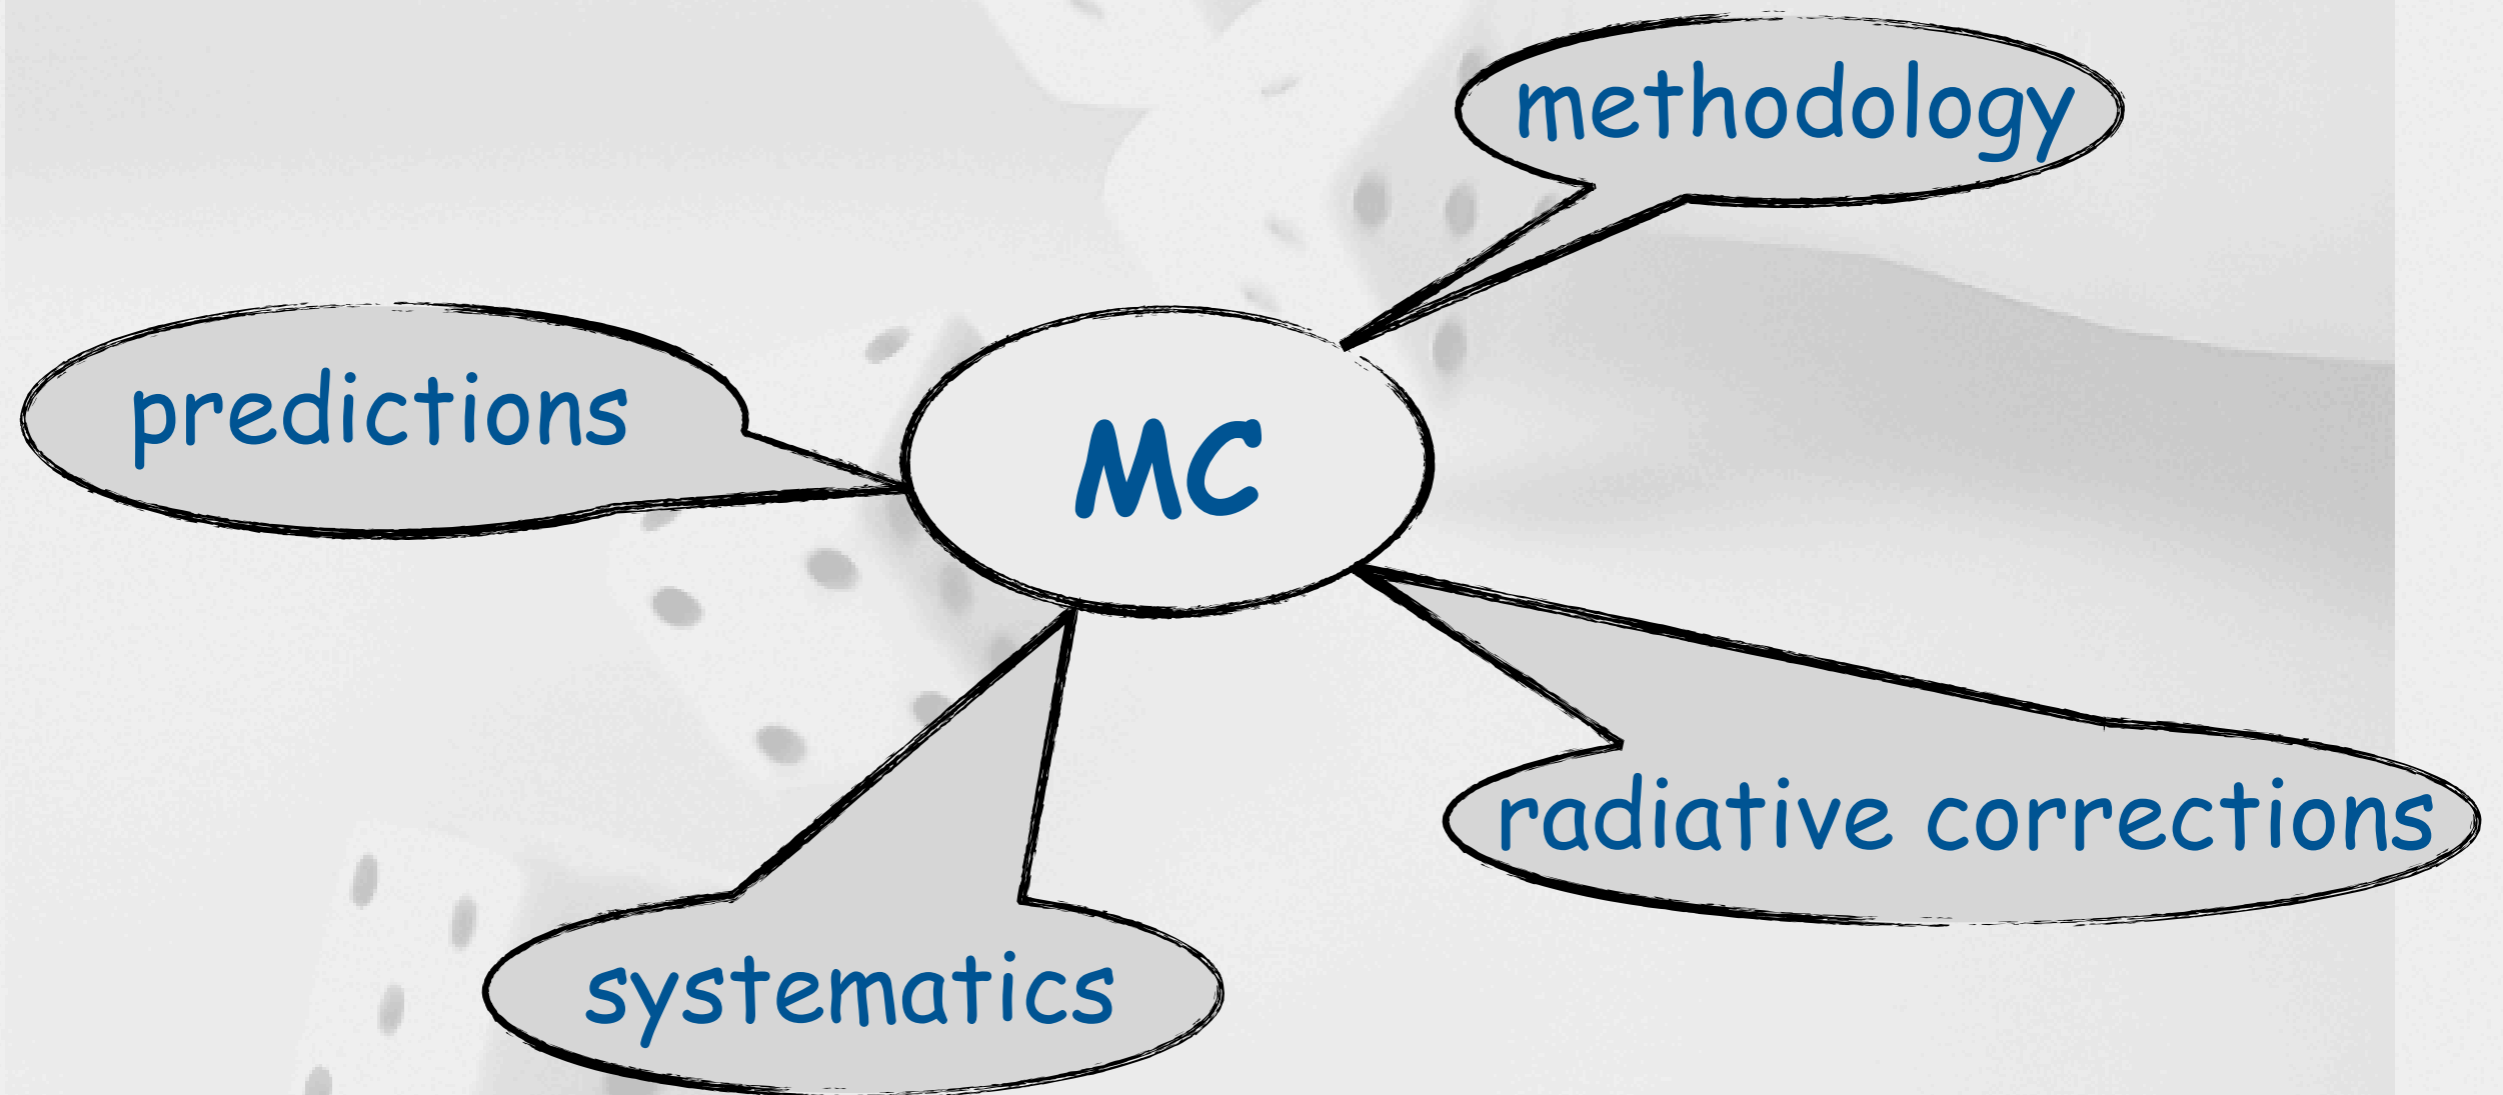 methodology
predictions
MC
radiative corrections
systematics